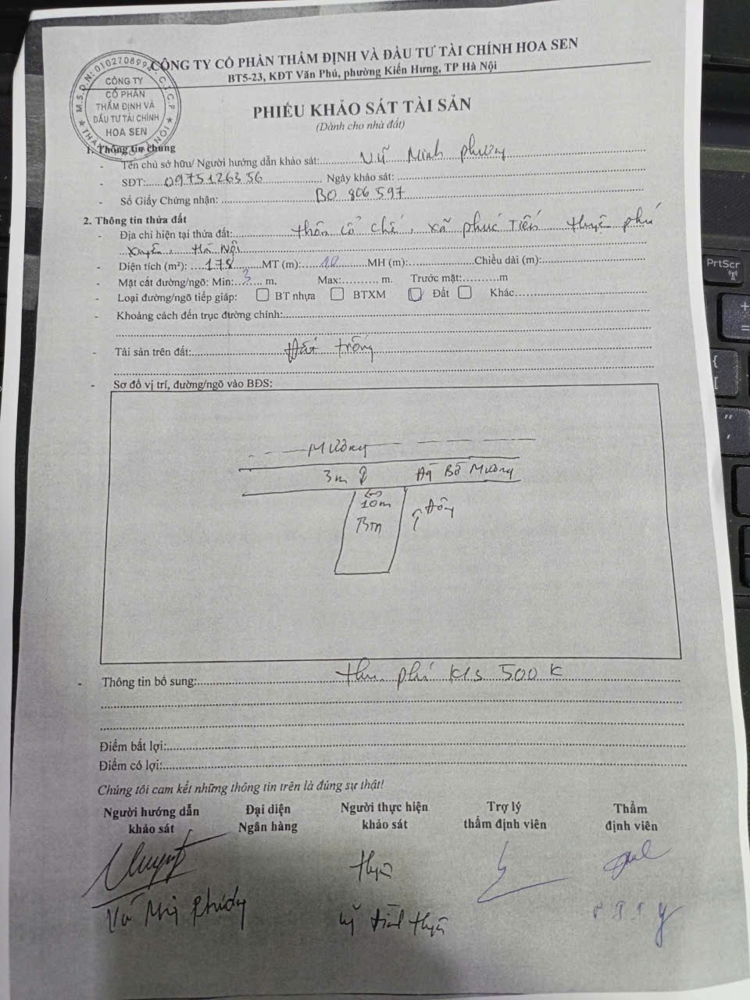 CÔNG TY CỔ PHẦN THẨM ĐỊNH VÀ ĐẦU TƯ TÀI CHÍNH HOA SEN
BT5-23, KĐT Văn Phú, phường Kiến Hưng, TP Hà Nội
M.S.D.N: 0102708994 - C.T.C.P
CÔNG TY
CỔ PHẦN
THẨM ĐỊNH VÀ
ĐẦU TƯ TÀI CHÍNH
HOA SEN
PHIẾU KHẢO SÁT TÀI SẢN
(Dành cho nhà đất)
1. Thông tin chung
- Tên chủ sở hữu/ Người hướng dẫn khảo sát: Vũ Minh Phương
- SĐT: 0975126356 Ngày khảo sát:
- Số Giấy Chứng nhận: BO 806 597
2. Thông tin thửa đất
- Địa chỉ hiện tại thửa đất: thôn cổ chế, xã phúc Tiến huyện phú
xuyên, Hà Nội
- Diện tích (m²): 178 MT (m): 10 MH (m): Chiều dài (m):
- Mặt cắt đường/ngõ: Min: 3 m. Max: m. Trước mặt: m
- Loại đường/ngõ tiếp giáp: BT nhựa BTXM Đất Khác
- Khoảng cách đến trục đường chính:
- Tài sản trên đất: Đất trống
- Sơ đồ vị trí, đường/ngõ vào BĐS:
Mương
3m Bờ Mương
10m
- Thông tin bổ sung: thu phí KLS 500 K
Điểm bất lợi:
Điểm có lợi:
Chúng tôi cam kết những thông tin trên là đúng sự thật!
Người hướng dẫn khảo sát
Đại diện Ngân hàng
Người thực hiện khảo sát
Trợ lý thẩm định viên
Thẩm định viên